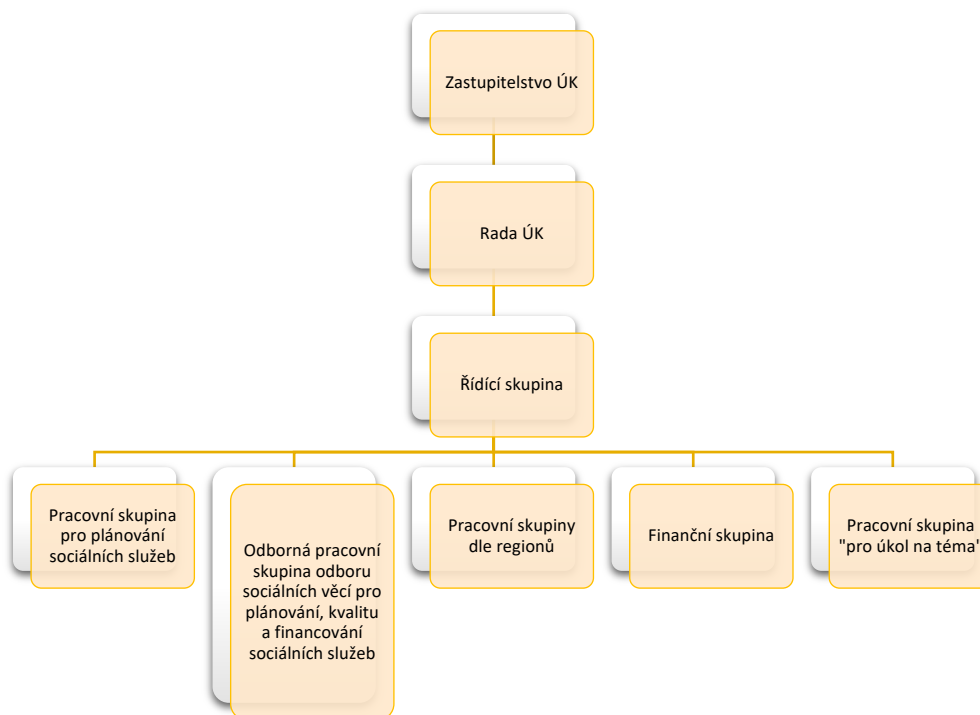 Zastupitelstvo ÚK
Rada ÚK
Řídící skupina
Pracovní skupina
pro plánování
sociálních služeb
Odborná pracovní
skupina odboru
sociálních věcí pro
plánování, kvalitu
a financování
sociálních služeb
Pracovní skupiny
dle regionů
Finanční skupina
Pracovní skupina
"pro úkol na téma"